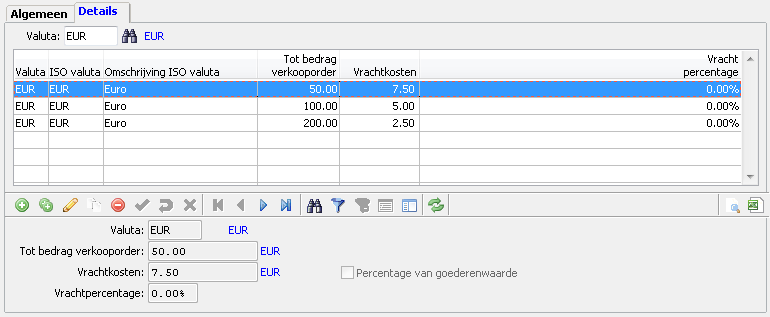 Algemeen Details
Valuta: EUR EUR
Tot bedrag Vracht
Valuta ISO valuta Omschrijving ISO valuta verkooporder Vrachtkosten percentage
EUR EUR Euro 50.00 7.50 0.00%
EUR EUR Euro 100.00 5.00 0.00%
EUR EUR Euro 200.00 2.50 0.00%
Valuta: EUR EUR
Tot bedrag verkooporder: 50.00 EUR
Vrachtkosten: 7.50 EUR Percentage van goederenwaarde
Vrachtpercentage: 0.00%